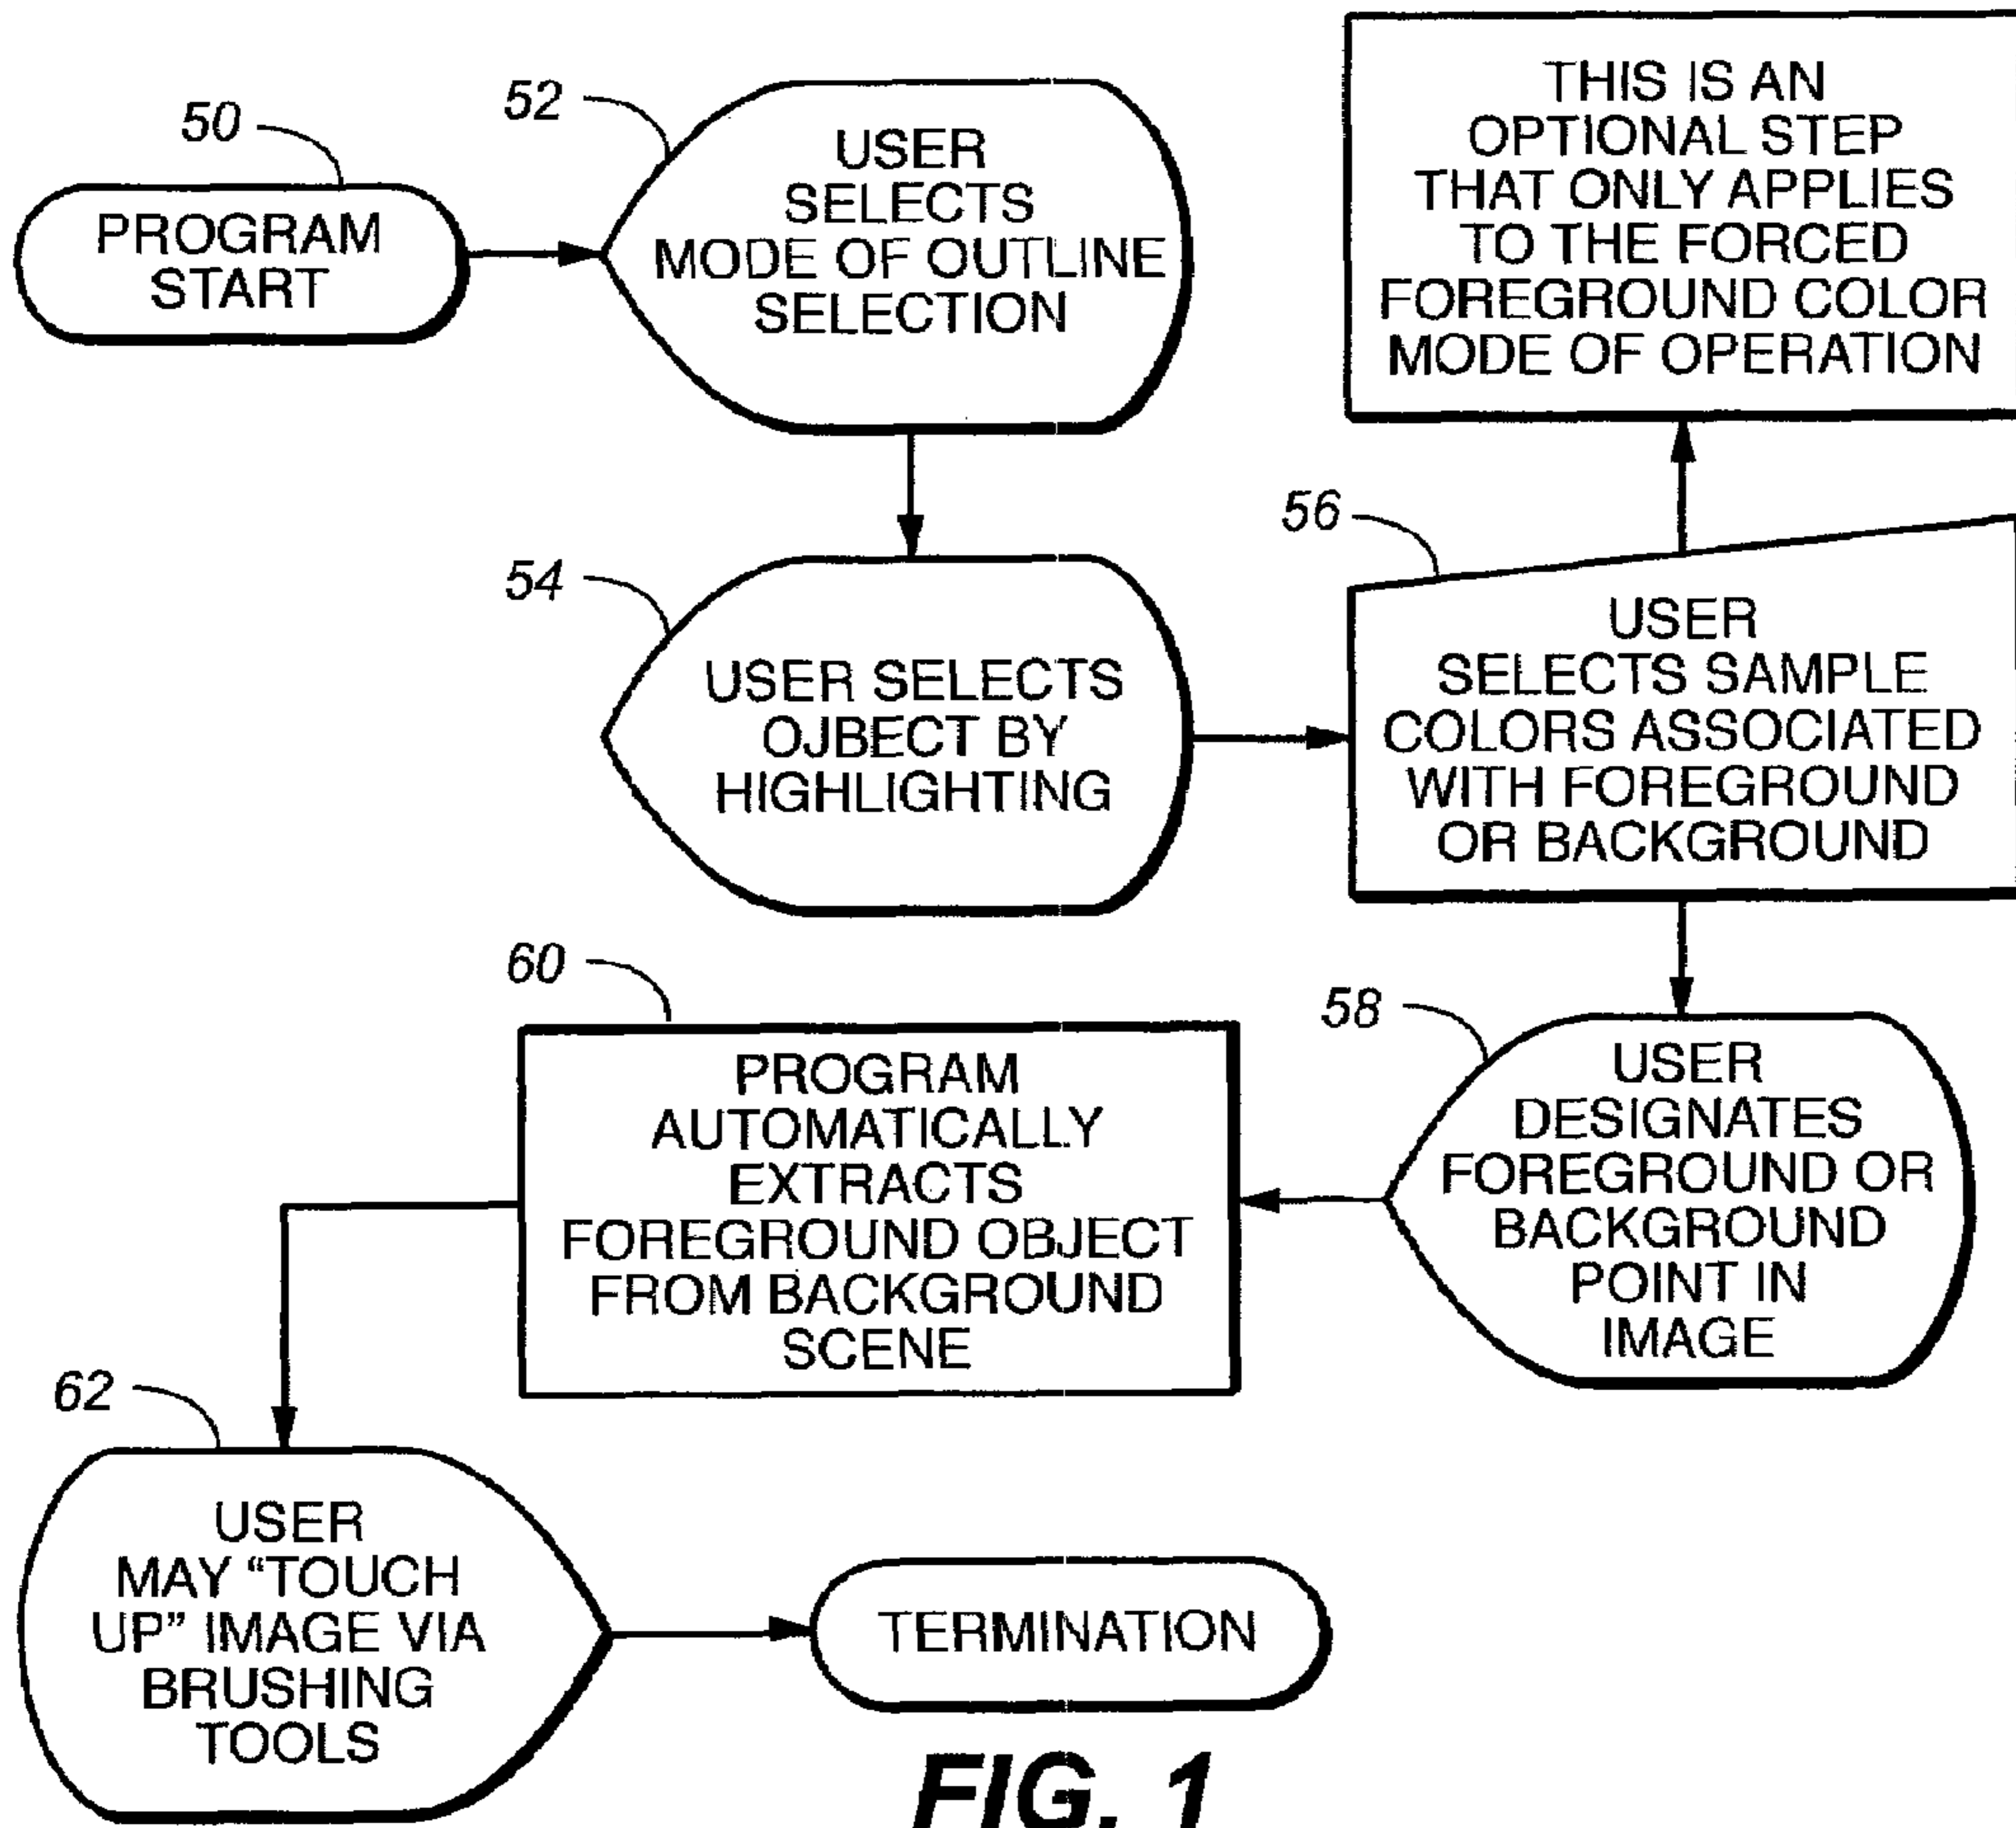 50
PROGRAM
START
52
USER
SELECTS
MODE OF OUTLINE
SELECTION
THIS IS AN
OPTIONAL STEP
THAT ONLY APPLIES
TO THE FORCED
FOREGROUND COLOR
MODE OF OPERATION
54
USER SELECTS
OJBECT BY
HIGHLIGHTING
56
USER
SELECTS SAMPLE
COLORS ASSOCIATED
WITH FOREGROUND
OR BACKGROUND
58
USER
DESIGNATES
FOREGROUND OR
BACKGROUND
POINT IN
IMAGE
60
PROGRAM
AUTOMATICALLY
EXTRACTS
FOREGROUND OBJECT
FROM BACKGROUND
SCENE
62
USER
MAY “TOUCH
UP” IMAGE VIA
BRUSHING
TOOLS
TERMINATION
FIG. 1